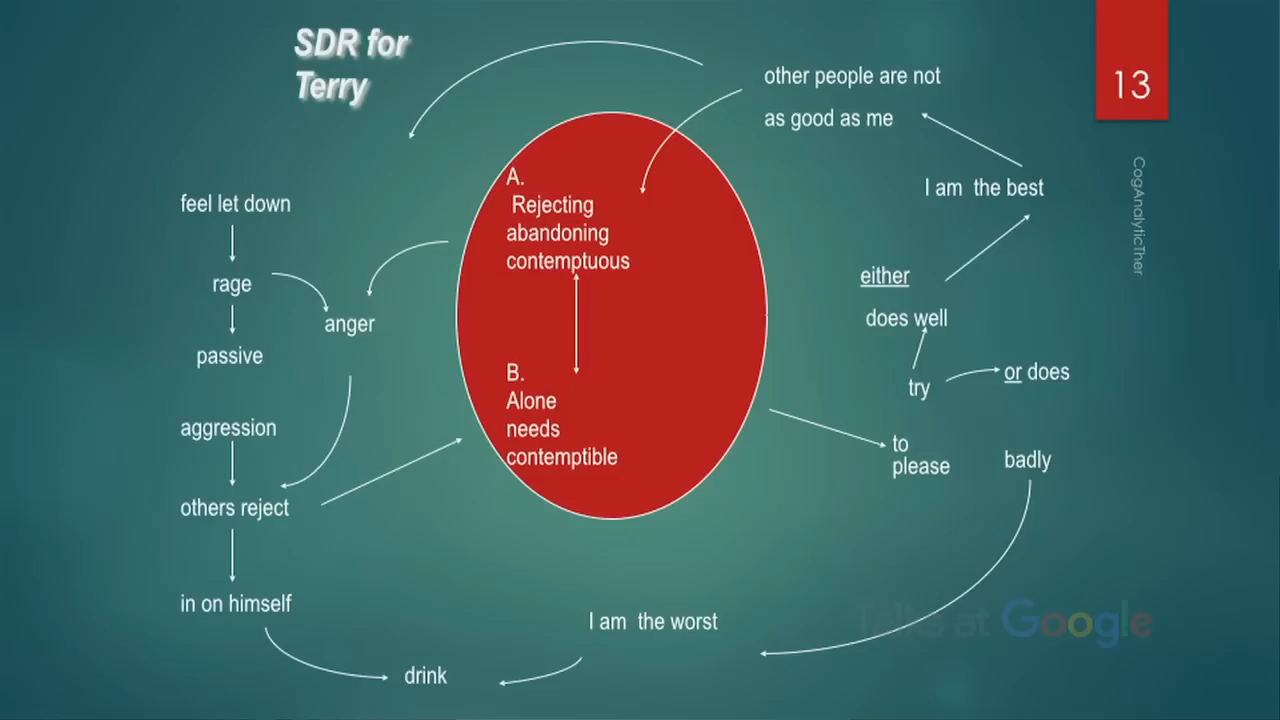 SDR for
Terry
13
CogAnalyticTher
other people are not
as good as me
I am the best
either
does well
try
or does
to
please
badly
A.
Rejecting
abandoning
contemptuous
B.
Alone
needs
contemptible
feel let down
rage
anger
passive
aggression
others reject
in on himself
drink
I am the worst
Talks at Google